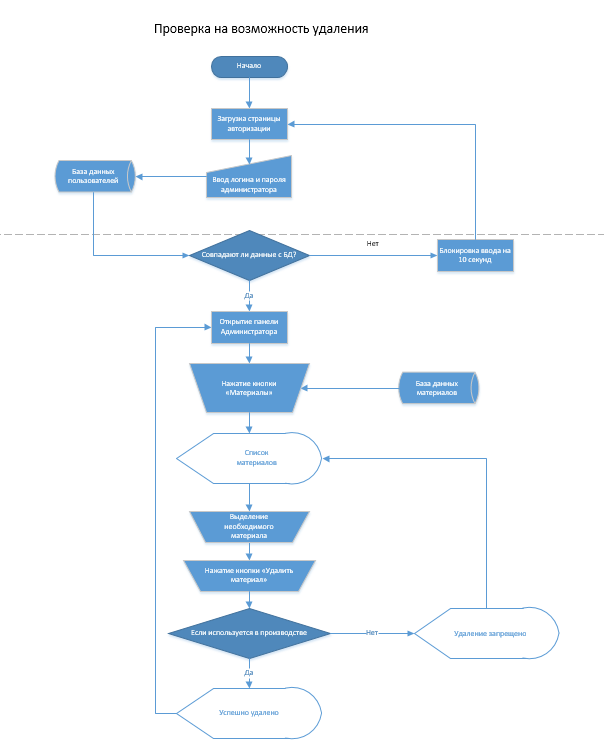 Проверка на возможность удаления
Начало
Загрузка страницы
авторизации
База данных
пользователей
Ввод логина и пароля
администратора
Совпадают ли данные с БД?
Нет
Блокировка ввода на
10 секунд
Да
Открытие панели
Администратора
Нажатие кнопки
«Материалы»
База данных
материалов
Список
материалов
Выделение
необходимого
материала
Нажатие кнопки «Удалить
материал»
Если используется в производстве
Нет
Удаление запрещено
Да
Успешно удалено